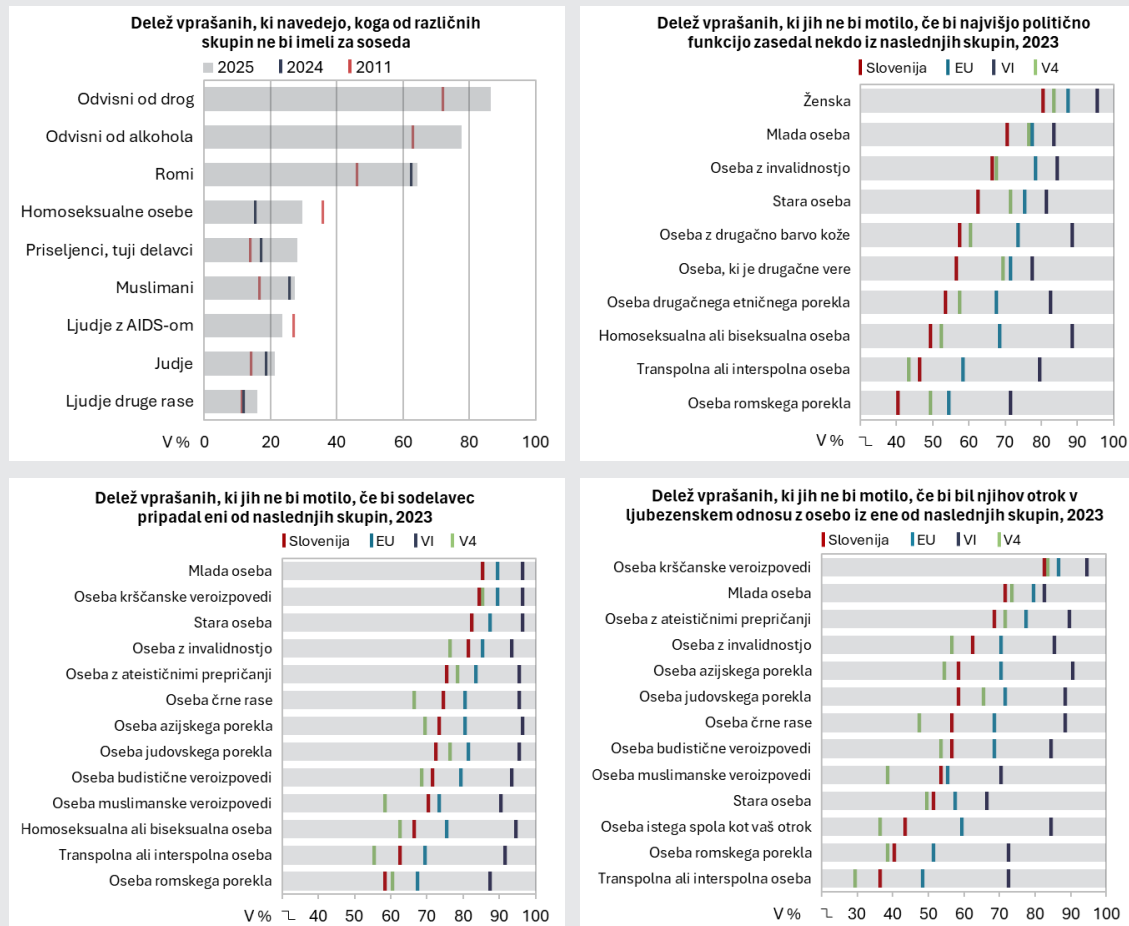 Delež vprašanih, ki navedejo, koga od različnih
skupin ne bi imeli za soseda
2025 2024 2011
Odvisni od drog
Odvisni od alkohola
Romi
Homoseksualne osebe
Priseljenci, tuji delavci
Muslimani
Ljudje z AIDS-om
Judje
Ljudje druge rase
V % 0 20 40 60 80 100
Delež vprašanih, ki jih ne bi motilo, če bi najvišjo politično
funkcijo zasedal nekdo iz naslednjih skupin, 2023
Slovenija EU VI V4
Ženska
Mlada oseba
Oseba z invalidnostjo
Stara oseba
Oseba z drugačno barvo kože
Oseba, ki je drugačne vere
Oseba drugačnega etničnega porekla
Homoseksualna ali biseksualna oseba
Transpolna ali interspolna oseba
Oseba romskega porekla
V % 40 50 60 70 80 90 100
Delež vprašanih, ki jih ne bi motilo, če bi sodelavec
pripadal eni od naslednjih skupin, 2023
Slovenija EU VI V4
Mlada oseba
Oseba krščanske veroizpovedi
Stara oseba
Oseba z invalidnostjo
Oseba z ateističnimi prepričanji
Oseba črne rase
Oseba azijskega porekla
Oseba judovskega porekla
Oseba budistične veroizpovedi
Oseba muslimanske veroizpovedi
Homoseksualna ali biseksualna oseba
Transpolna ali interspolna oseba
Oseba romskega porekla
V % 40 50 60 70 80 90 100
Delež vprašanih, ki jih ne bi motilo, če bi bil njihov otrok v
ljubezenskem odnosu z osebo iz ene od naslednjih skupin, 2023
Slovenija EU VI V4
Oseba krščanske veroizpovedi
Mlada oseba
Oseba z ateističnimi prepričanji
Oseba z invalidnostjo
Oseba azijskega porekla
Oseba judovskega porekla
Oseba črne rase
Oseba budistične veroizpovedi
Oseba muslimanske veroizpovedi
Stara oseba
Oseba istega spola kot vaš otrok
Oseba romskega porekla
Transpolna ali interspolna oseba
V % 30 40 50 60 70 80 90 100